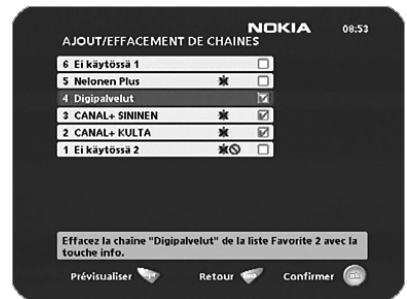 NOKIA 08:53
AJOUT/EFFACEMENT DE CHAINES
6 Ei käytössä 1
5 Nelonen Plus
4 Digipalvelut
3 CANAL+ SININEN
2 CANAL+ KULTA
1 Ei käytössä 2
Effacez la chaîne "Digipalvelut" de la liste Favorite 2 avec la
touche info.
Prévisualiser Retour Confirmer